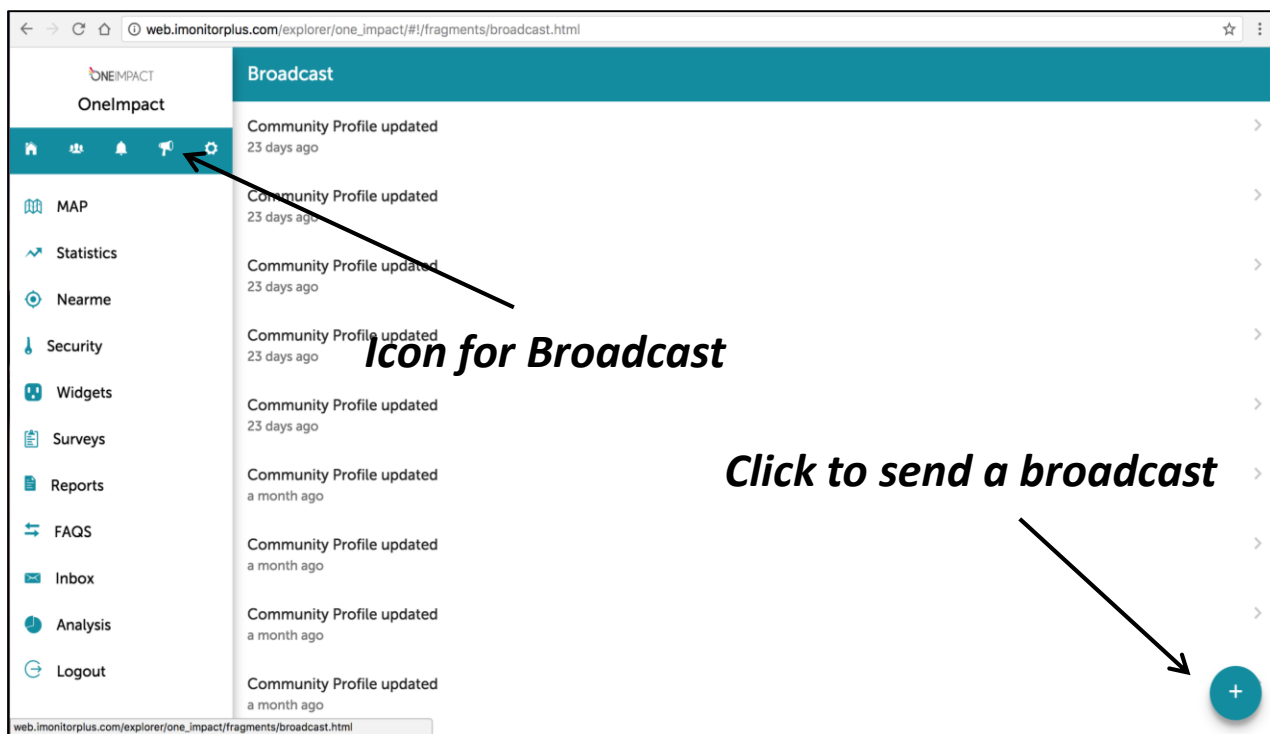 web.imonitorplus.com/explorer/one_impact/#!/fragments/broadcast.html
ONEIMPACT
OneImpact
MAP
Statistics
Nearme
Security
Widgets
Surveys
Reports
FAQS
Inbox
Analysis
Logout
Broadcast
Community Profile updated
23 days ago
Community Profile updated
23 days ago
Community Profile updated
23 days ago
Community Profile updated
23 days ago
Community Profile updated
23 days ago
Community Profile updated
a month ago
Community Profile updated
a month ago
Community Profile updated
a month ago
Community Profile updated
a month ago
Icon for Broadcast
Click to send a broadcast
+
web.imonitorplus.com/explorer/one_impact/fragments/broadcast.html